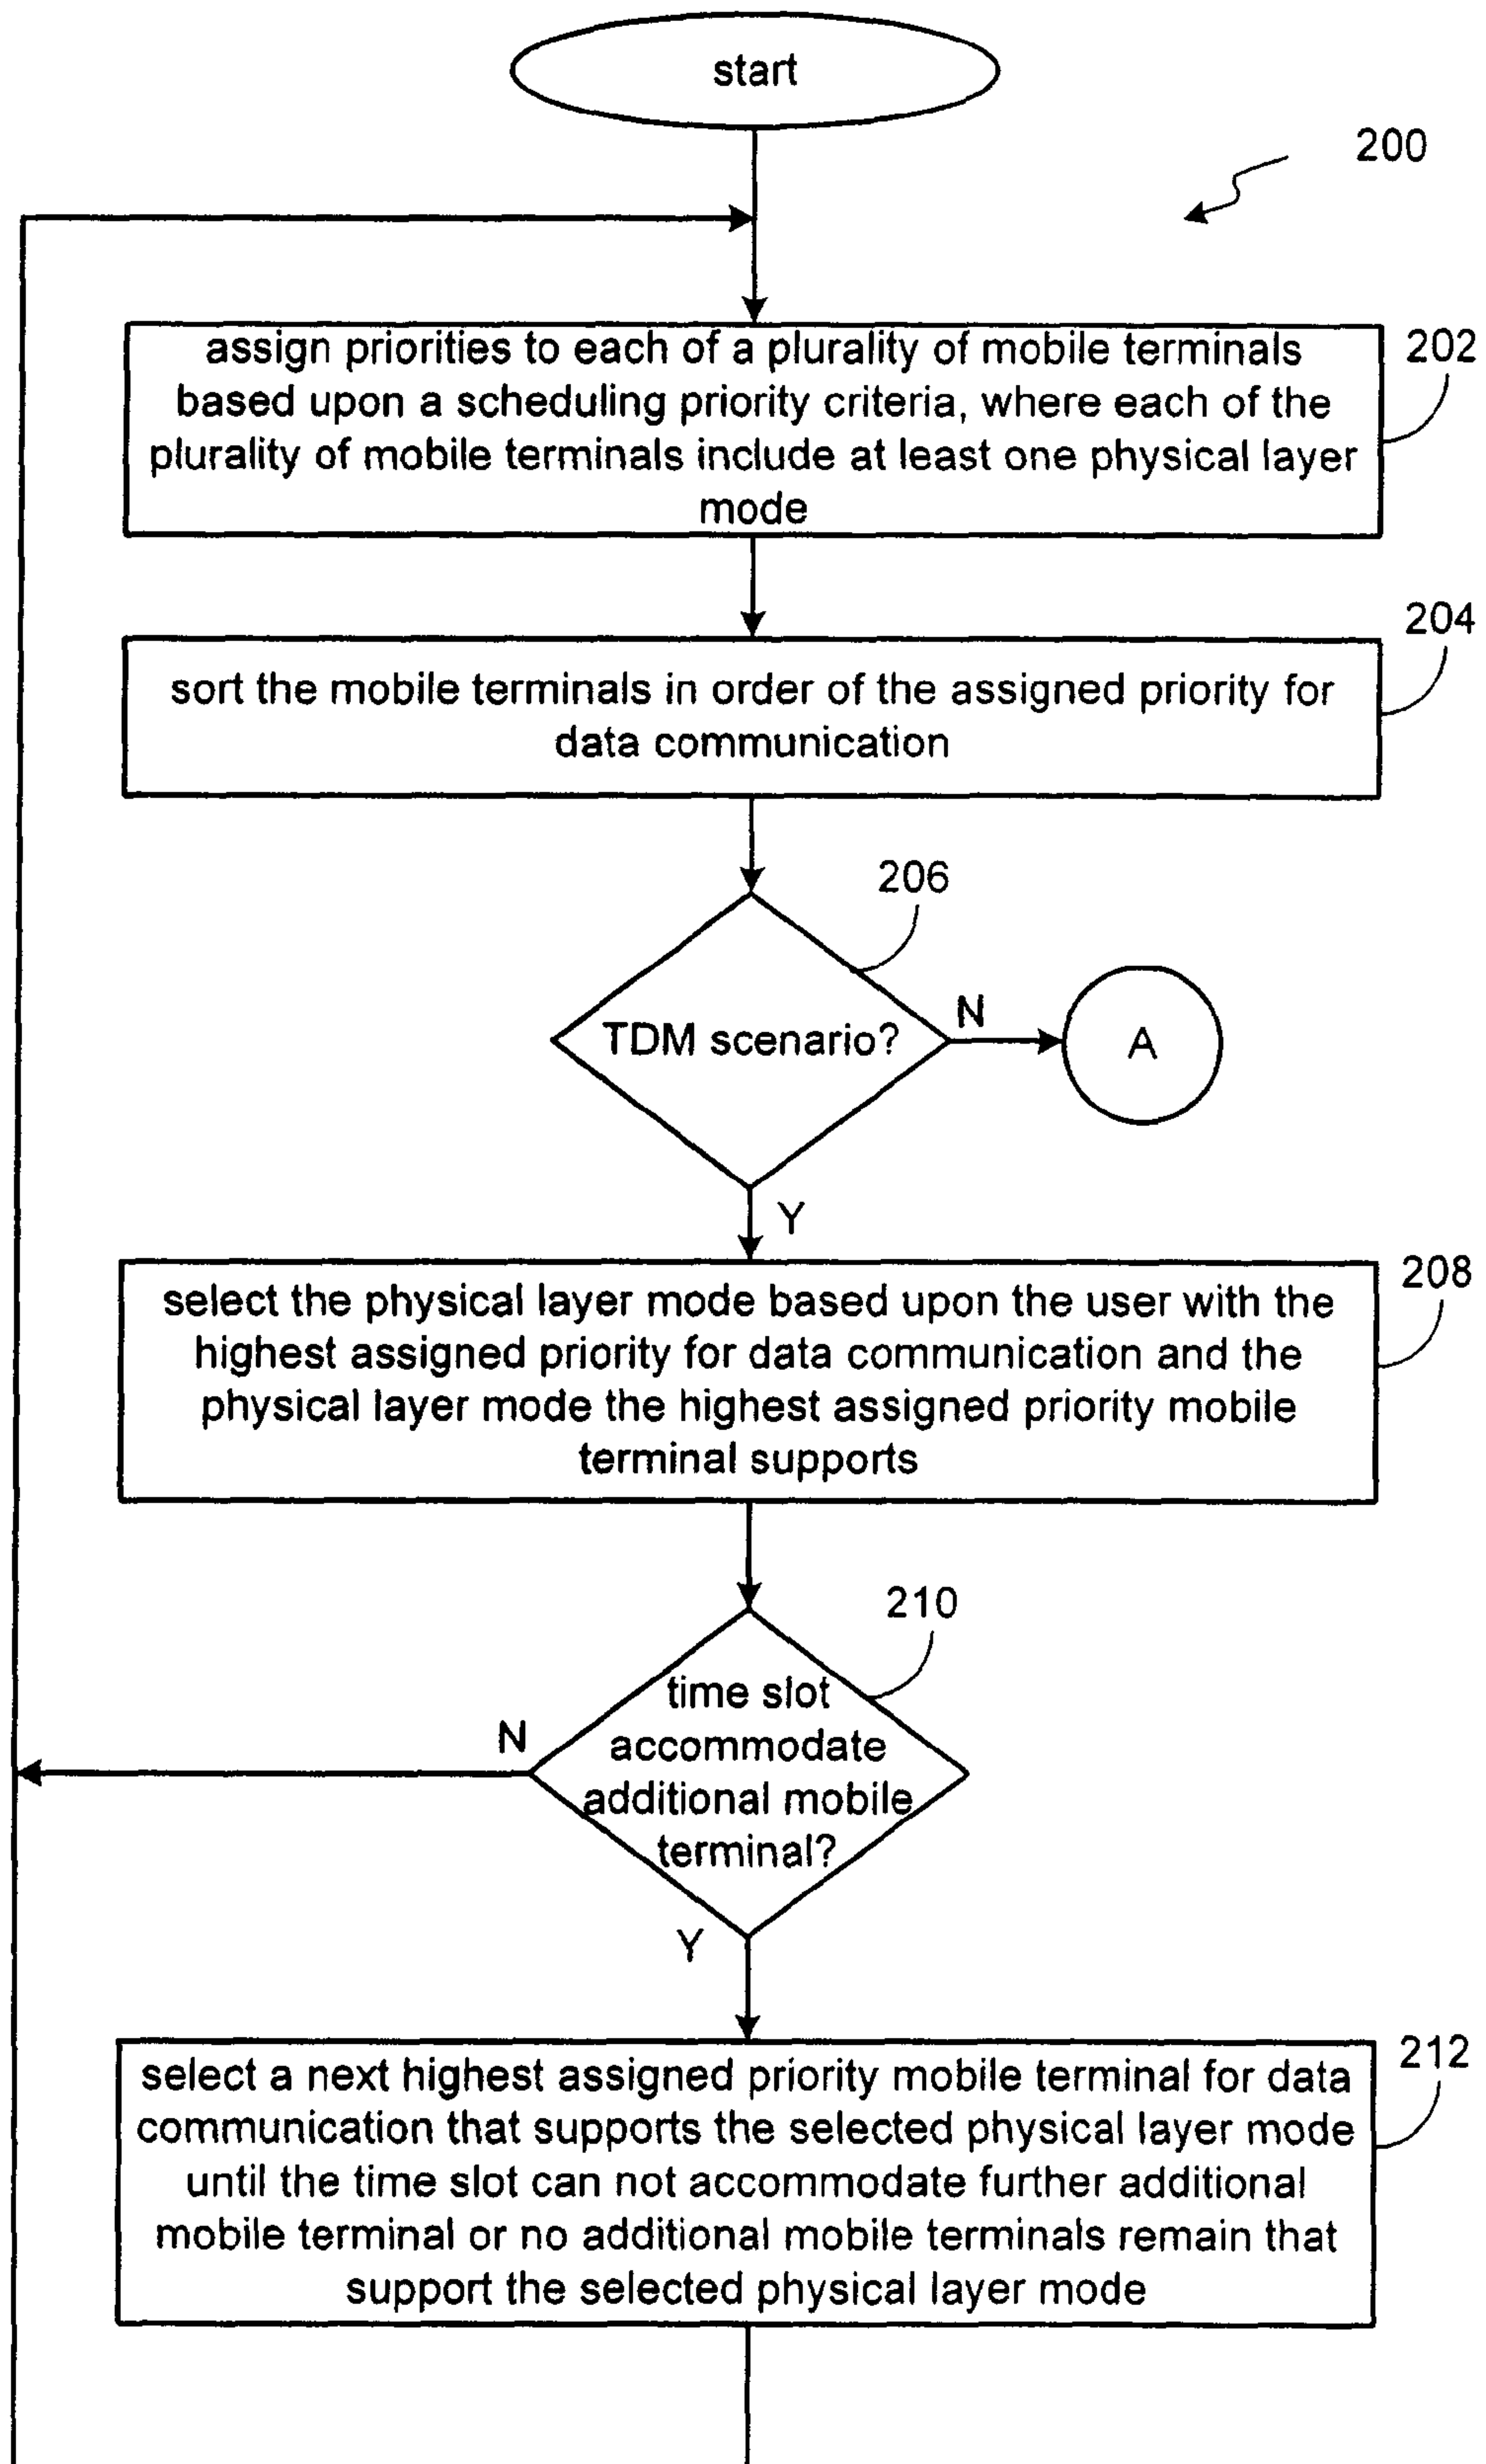 start
200
assign priorities to each of a plurality of mobile terminals
based upon a scheduling priority criteria, where each of the
plurality of mobile terminals include at least one physical layer
mode
202
sort the mobile terminals in order of the assigned priority for
data communication
204
206
TDM scenario?
N
A
Y
select the physical layer mode based upon the user with the
highest assigned priority for data communication and the
physical layer mode the highest assigned priority mobile
terminal supports
208
210
time slot
accommodate
additional mobile
terminal?
N
Y
select a next highest assigned priority mobile terminal for data
communication that supports the selected physical layer mode
until the time slot can not accommodate further additional
mobile terminal or no additional mobile terminals remain that
support the selected physical layer mode
212